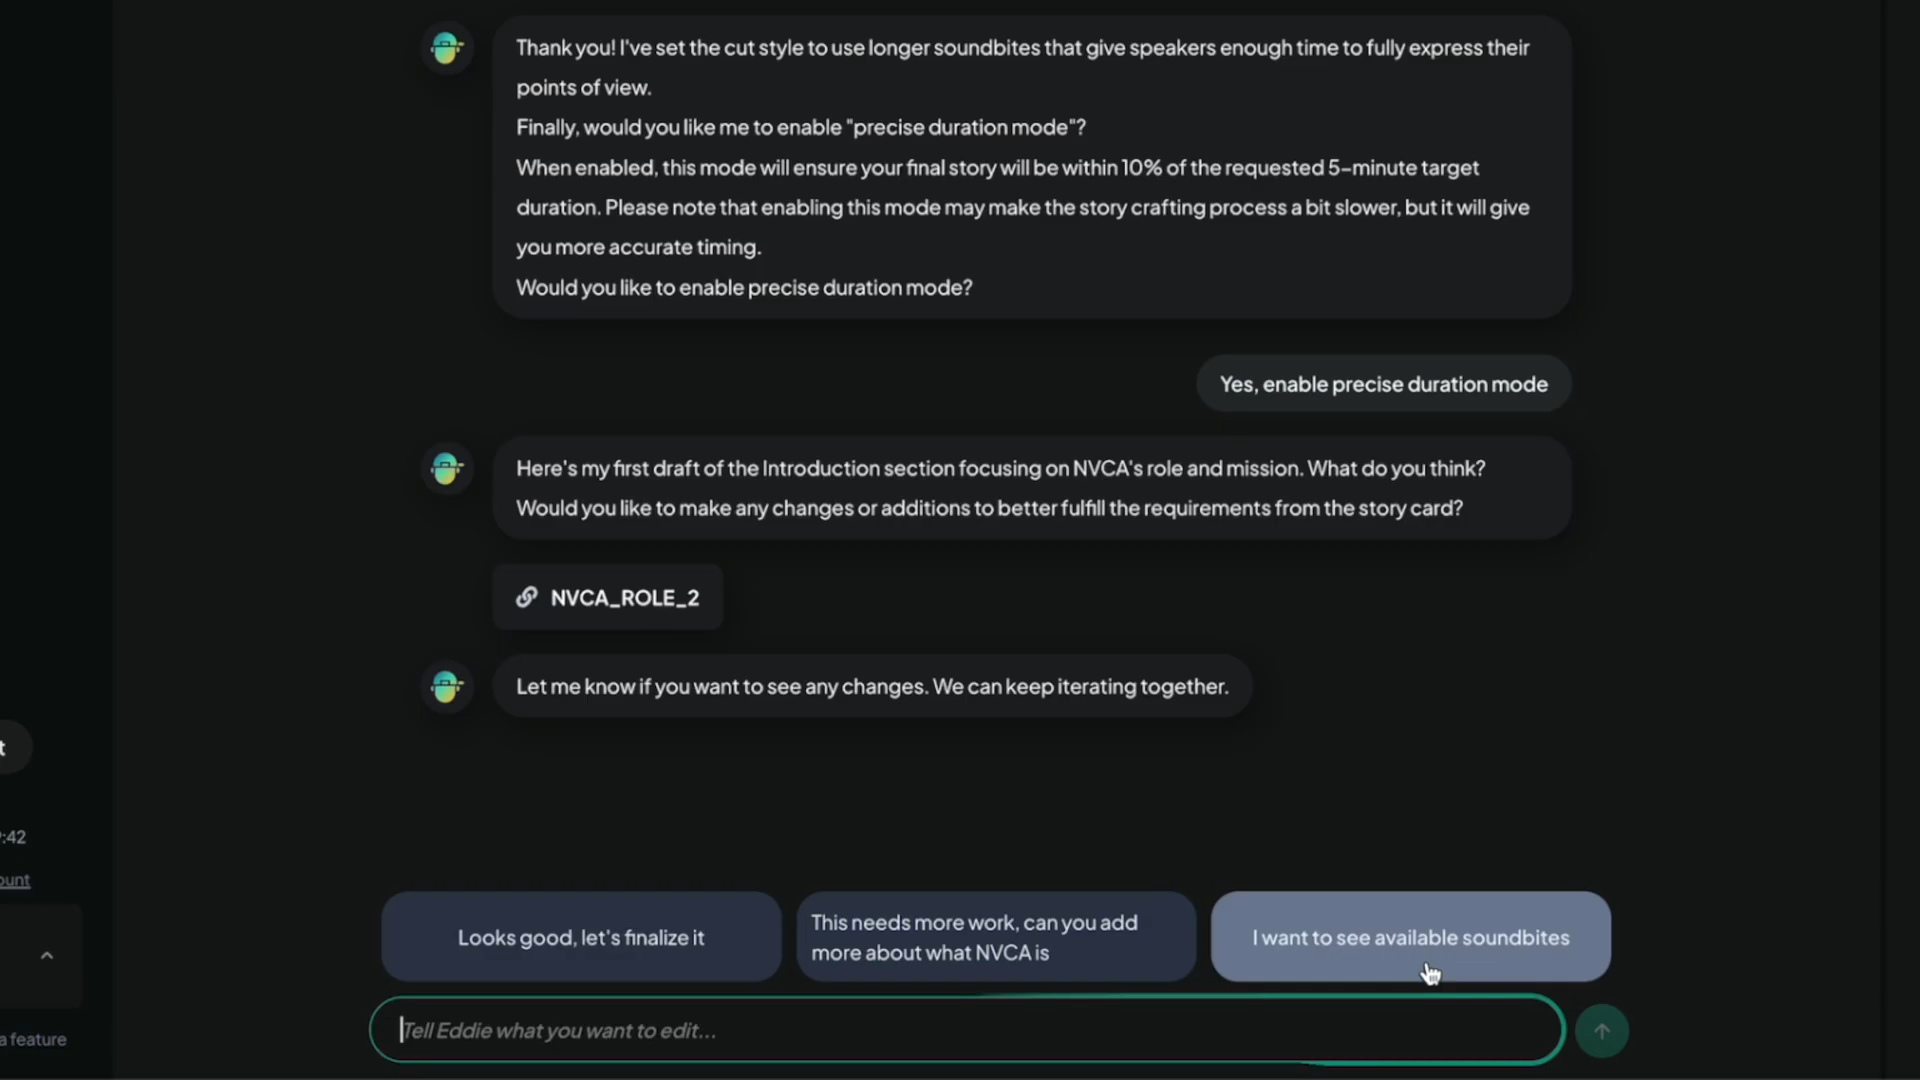 Thank you! I've set the cut style to use longer soundbites that give speakers enough time to fully express their
points of view.
Finally, would you like me to enable "precise duration mode"?
When enabled, this mode will ensure your final story will be within 10% of the requested 5-minute target
duration. Please note that enabling this mode may make the story crafting process a bit slower, but it will give
you more accurate timing.
Would you like to enable precise duration mode?
Yes, enable precise duration mode
Here's my first draft of the Introduction section focusing on NVCA's role and mission. What do you think?
Would you like to make any changes or additions to better fulfill the requirements from the story card?
NVCA_ROLE_2
Let me know if you want to see any changes. We can keep iterating together.
t
:42
ount
a feature
Looks good, let's finalize it
This needs more work, can you add
more about what NVCA is
I want to see available soundbites
Tell Eddie what you want to edit...